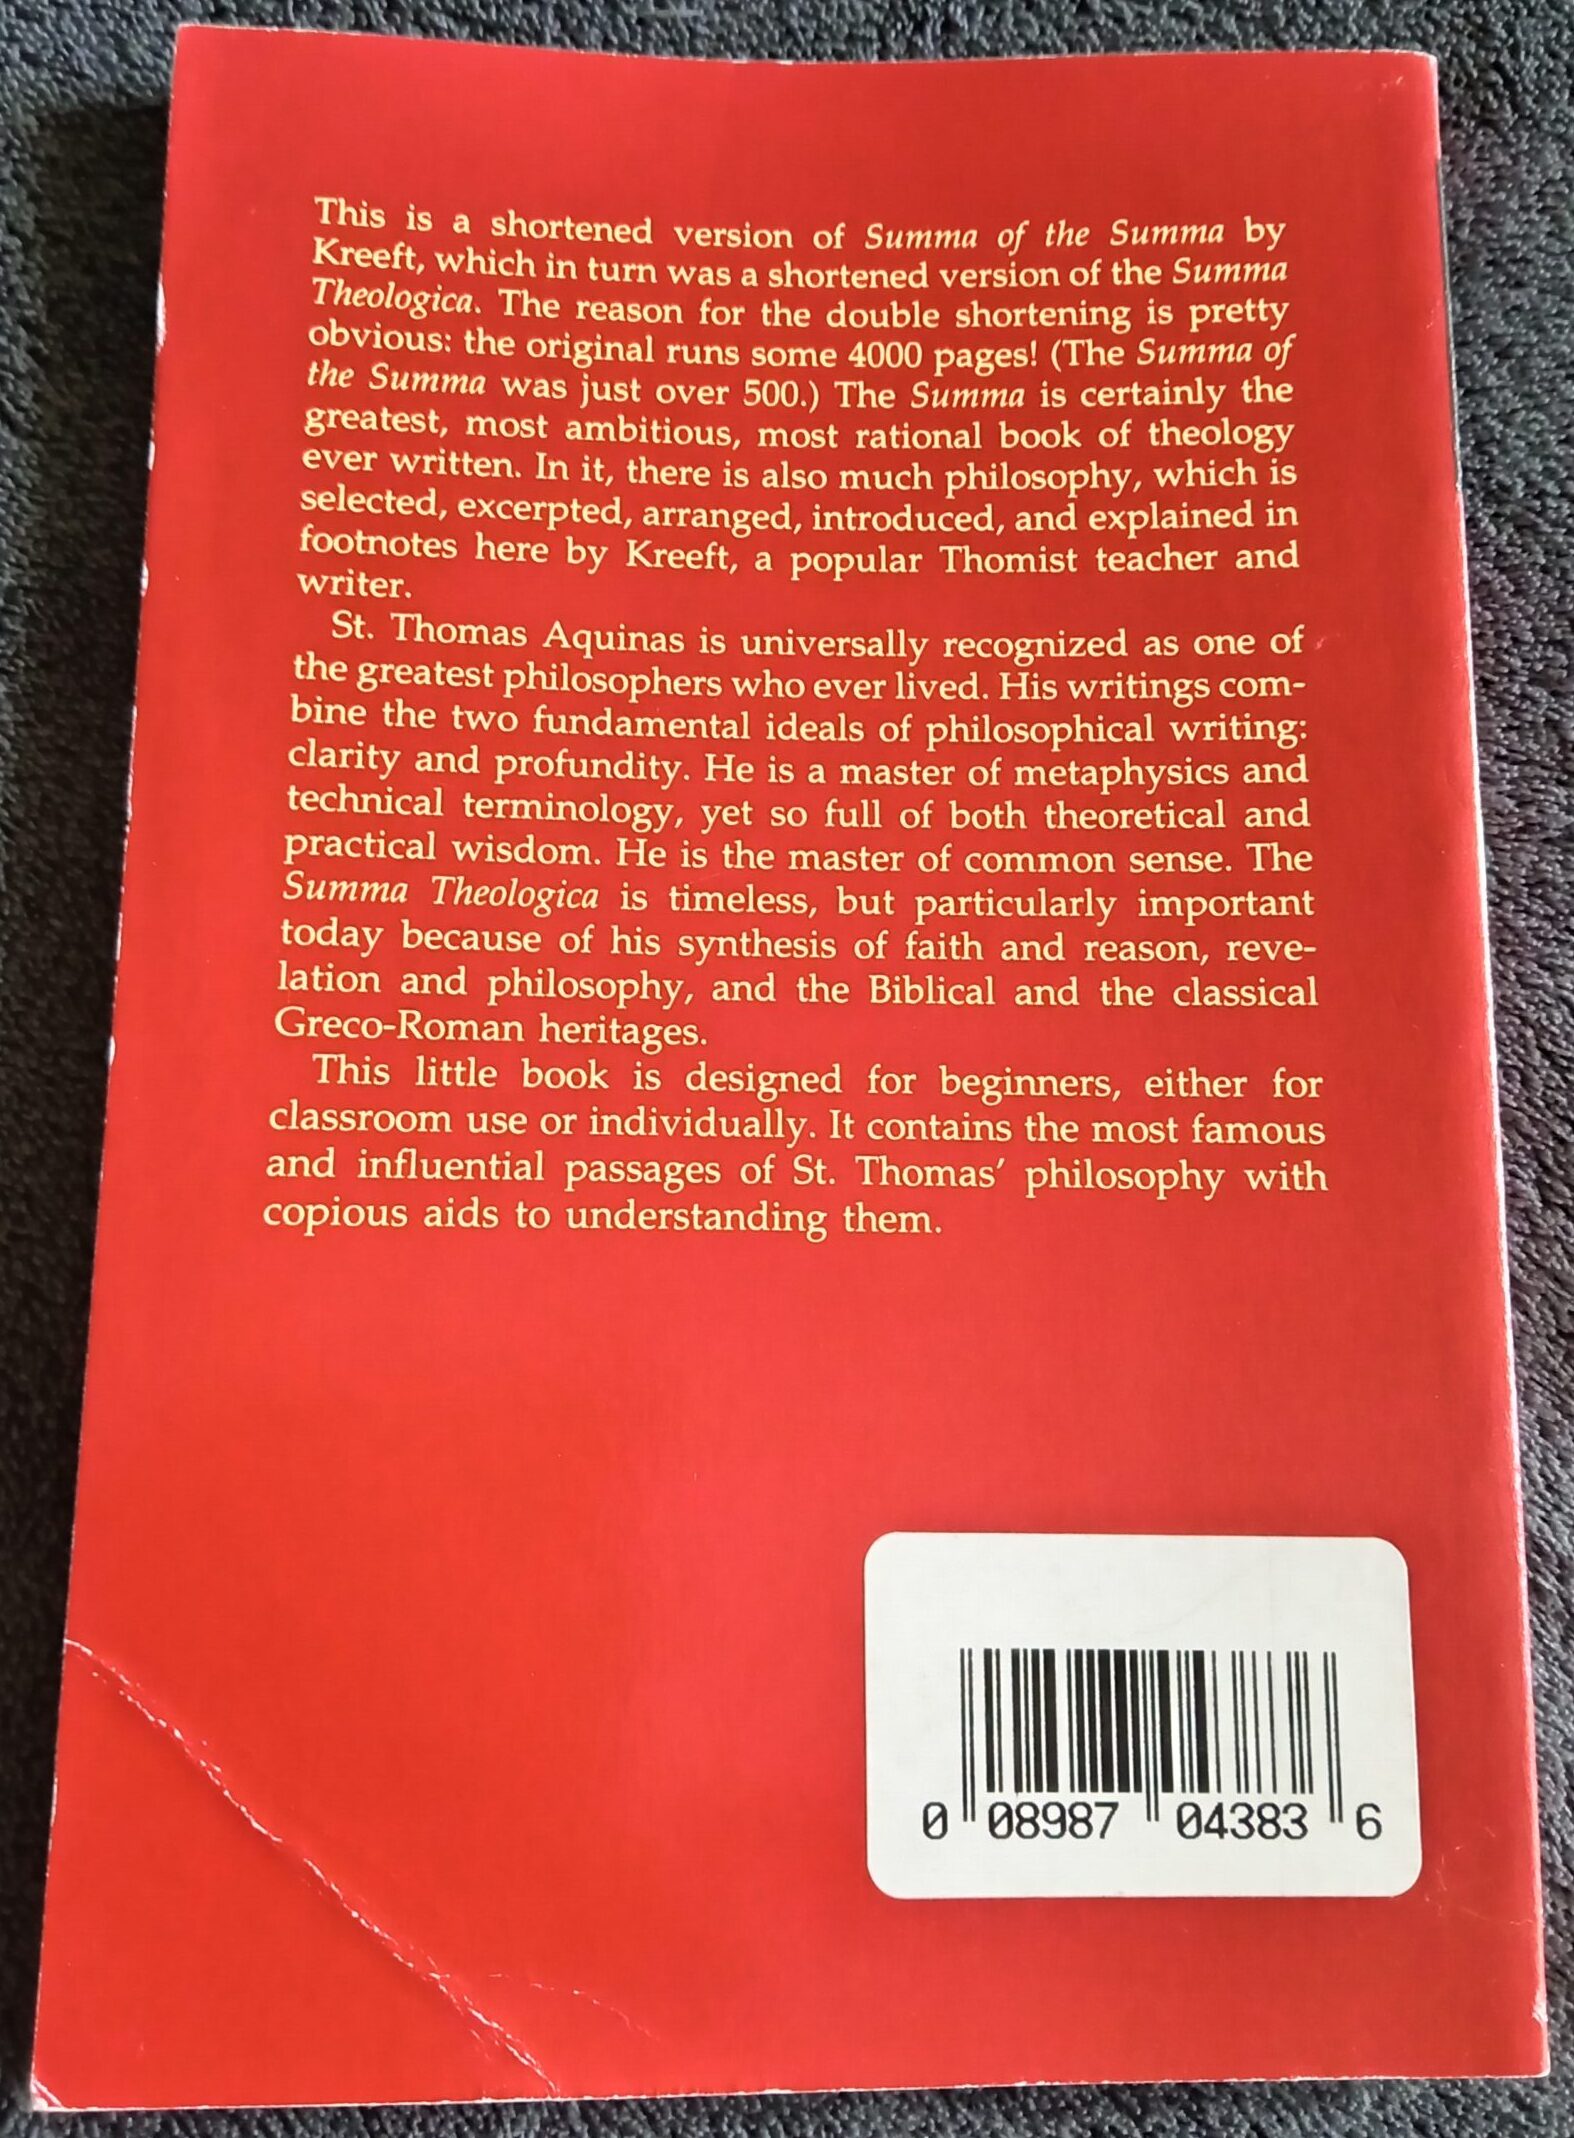 This is a shortened version of Summa of the Summa by
Kreeft, which in turn was a shortened version of the Summa
Theologica. The reason for the double shortening is pretty
obvious: the original runs some 4000 pages! (The Summa of
the Summa was just over 500.) The Summa is certainly the
greatest, most ambitious, most rational book of theology
ever written. In it, there is also much philosophy, which is
selected, excerpted, arranged, introduced, and explained in
footnotes here by Kreeft, a popular Thomist teacher and
writer.
St. Thomas Aquinas is universally recognized as one of
the greatest philosophers who ever lived. His writings com-
bine the two fundamental ideals of philosophical writing:
clarity and profundity. He is a master of metaphysics and
technical terminology, yet so full of both theoretical and
practical wisdom. He is the master of common sense. The
Summa Theologica is timeless, but particularly important
today because of his synthesis of faith and reason, reve-
lation and philosophy, and the Biblical and the classical
Greco-Roman heritages.
This little book is designed for beginners, either for
classroom use or individually. It contains the most famous
and influential passages of St. Thomas' philosophy with
copious aids to understanding them.
0 08987 04383 6